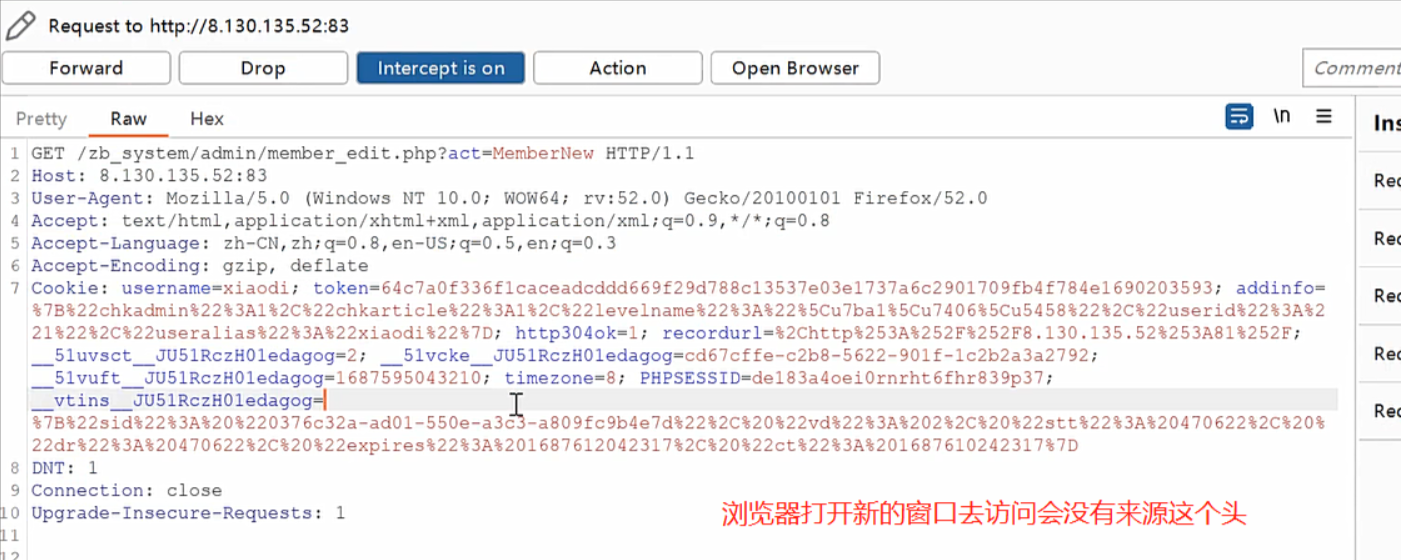 Request to http://8.130.135.52:83
Forward Drop Intercept is on Action Open Browser Comment
Pretty Raw Hex \n Ins
1 GET /zb_system/admin/member_edit.php?act=MemberNew HTTP/1.1
2 Host: 8.130.135.52:83
3 User-Agent: Mozilla/5.0 (Windows NT 10.0; WOW64; rv:52.0) Gecko/20100101 Firefox/52.0
4 Accept: text/html,application/xhtml+xml,application/xml;q=0.9,*/*;q=0.8
5 Accept-Language: zh-CN,zh;q=0.8,en-US;q=0.5,en;q=0.3
6 Accept-Encoding: gzip, deflate
7 Cookie: username=xiaodi; token=64c7a0f336f1caceadcddd669f29d788c13537e03e1737a6c2901709fb4f784e1690203593; addinfo=
%7B%22chkadmin%22%3A1%2C%22chkarticle%22%3A1%2C%22levelname%22%3A%22%5Cu7ba1%5Cu7406%5Cu5458%22%2C%22userid%22%3A%2
21%22%2C%22useralias%22%3A%22xiaodi%22%7D; http304ok=1; recordurl=%2Chttp%253A%252F%252F8.130.135.52%253A81%252F;
__51uvsct__JU51RczH01edagog=2; __51vcke__JU51RczH01edagog=cd67cffe-c2b8-5622-901f-1c2b2a3a2792;
__51vuft__JU51RczH01edagog=1687595043210; timezone=8; PHPSESSID=de183a4oei0rnrht6fhr839p37;
__vtins__JU51RczH01edagog=
%7B%22sid%22%3A%20%220376c32a-ad01-550e-a3c3-a809fc9b4e7d%22%2C%20%22vd%22%3A%202%2C%20%22stt%22%3A%20470622%2C%20%
22dr%22%3A%20470622%2C%20%22expires%22%3A%201687612042317%2C%20%22ct%22%3A%201687610242317%7D
8 DNT: 1
9 Connection: close
10 Upgrade-Insecure-Requests: 1
11
12
Rec
Rec
Rec
Rec
Rec
浏览器打开新的窗口去访问会没有来源这个头